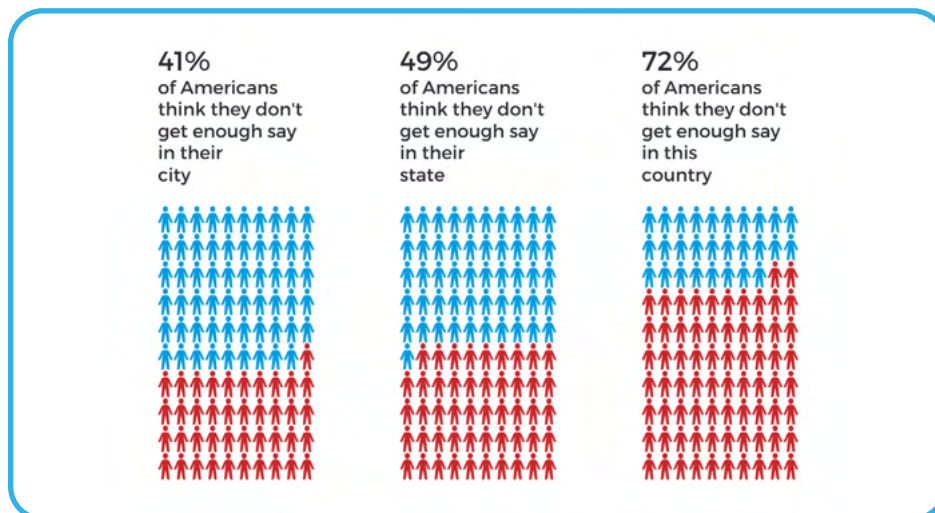 41%
of Americans
think they don't
get enough say
in their
city
49%
of Americans
think they don't
get enough say
in their
state
72%
of Americans
think they don't
get enough say
in this
country